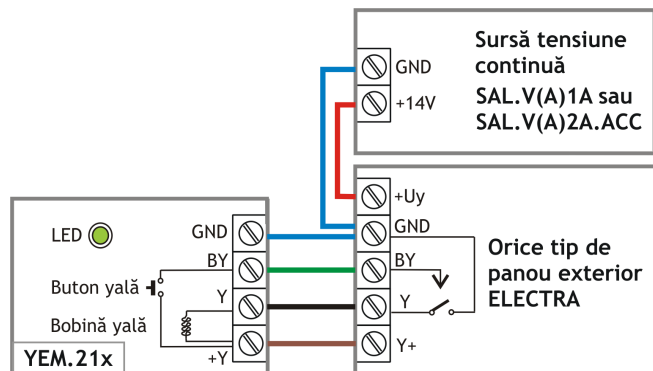 Sursă tensiune
continuă
SAL.V(A)1A sau
SAL.V(A)2A.ACC
GND
+14V
+Uy
GND
BY
Y
Y+
Orice tip de
panou exterior
ELECTRA
LED
GND
BY
Buton yală
Y
Bobină yală
+Y
YEM.21x